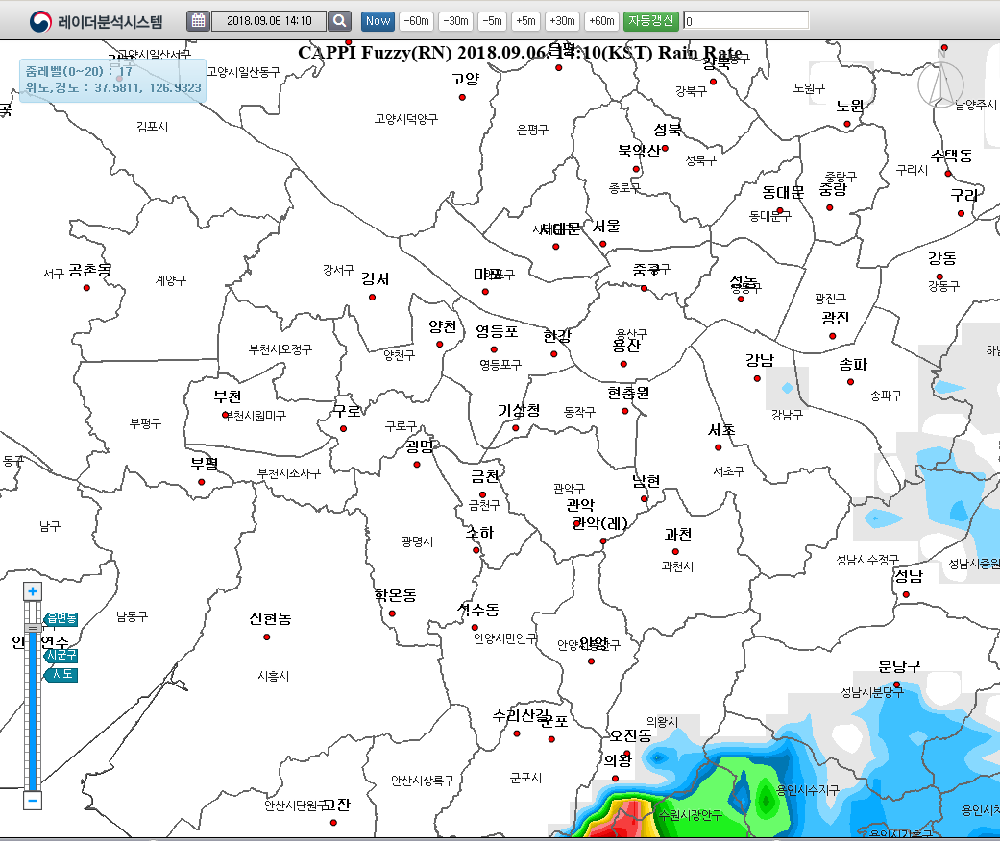 레이더분석시스템
2018.09.06 14:10
Now
-60m
-30m
-5m
+5m
+30m
+60m
자동갱신
0
CAPPI Fuzzy(RN) 2018.09.06. 14:10(KST) Rain Rate
줌레벨(0~20) : 17
위도,경도 : 37.5811, 126.9323
고양시일산서구
고양시일산동구
은평
강북
N
고양
강북구
노원구
노원
남양주시
김포시
고양시덕양구
은평구
성북
북악산
성북구
수택동
구리시
종로구
동대문
중랑구
중랑
구리
동대문구
서대문
서울
서구
공촌동
계양구
강서구
강서
마포
중구
성동
강동
강동구
광진구
광진
양천
영등포
한강
용산구
용산
부천시오정구
양천구
영등포구
강남
송파
하남
부천
부천시원미구
구로
현충원
송파구
부평구
구로구
기상청
동작구
강남구
서초
광명
부평
부천시소사구
금천
서초구
동구
관악구
남현
금천구
관악
관악(레)
남구
광명시
소하
과천
과천시
성남시수정구
성남시중원
성남
학온동
석수동
남동구
신현동
읍면동
연수
시군구
시도
안양시만안구
안양
시흥시
분당구
성남시분당구
수리산길
군포
의왕시
오전동
의왕
안산시상록구
군포시
용인시수지구
안산시단원구
고잔
수원시장안구
용인시처
용인시기흥구